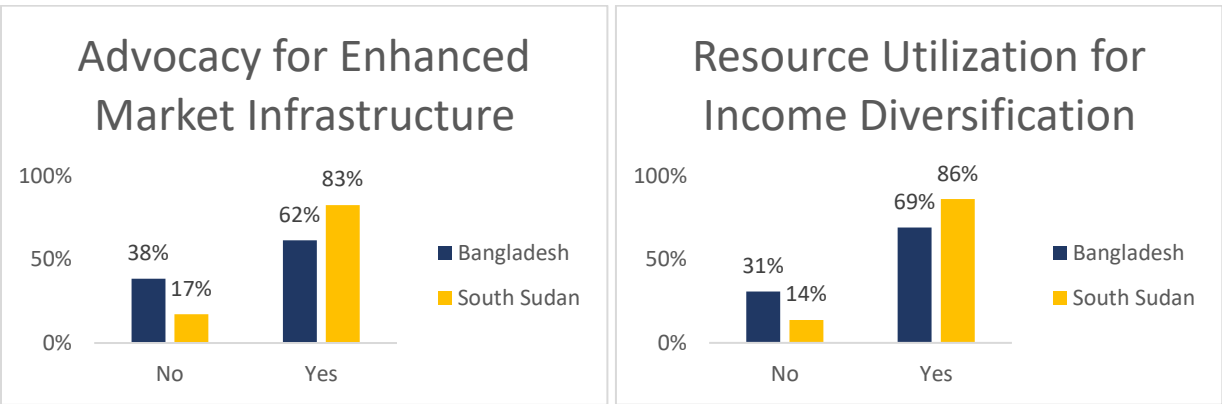 Advocacy for Enhanced
Market Infrastructure
100%
50%
0%
38%
17%
62%
83%
No
Yes
Bangladesh
South Sudan
Resource Utilization for
Income Diversification
100%
50%
0%
31%
14%
69%
86%
No
Yes
Bangladesh
South Sudan